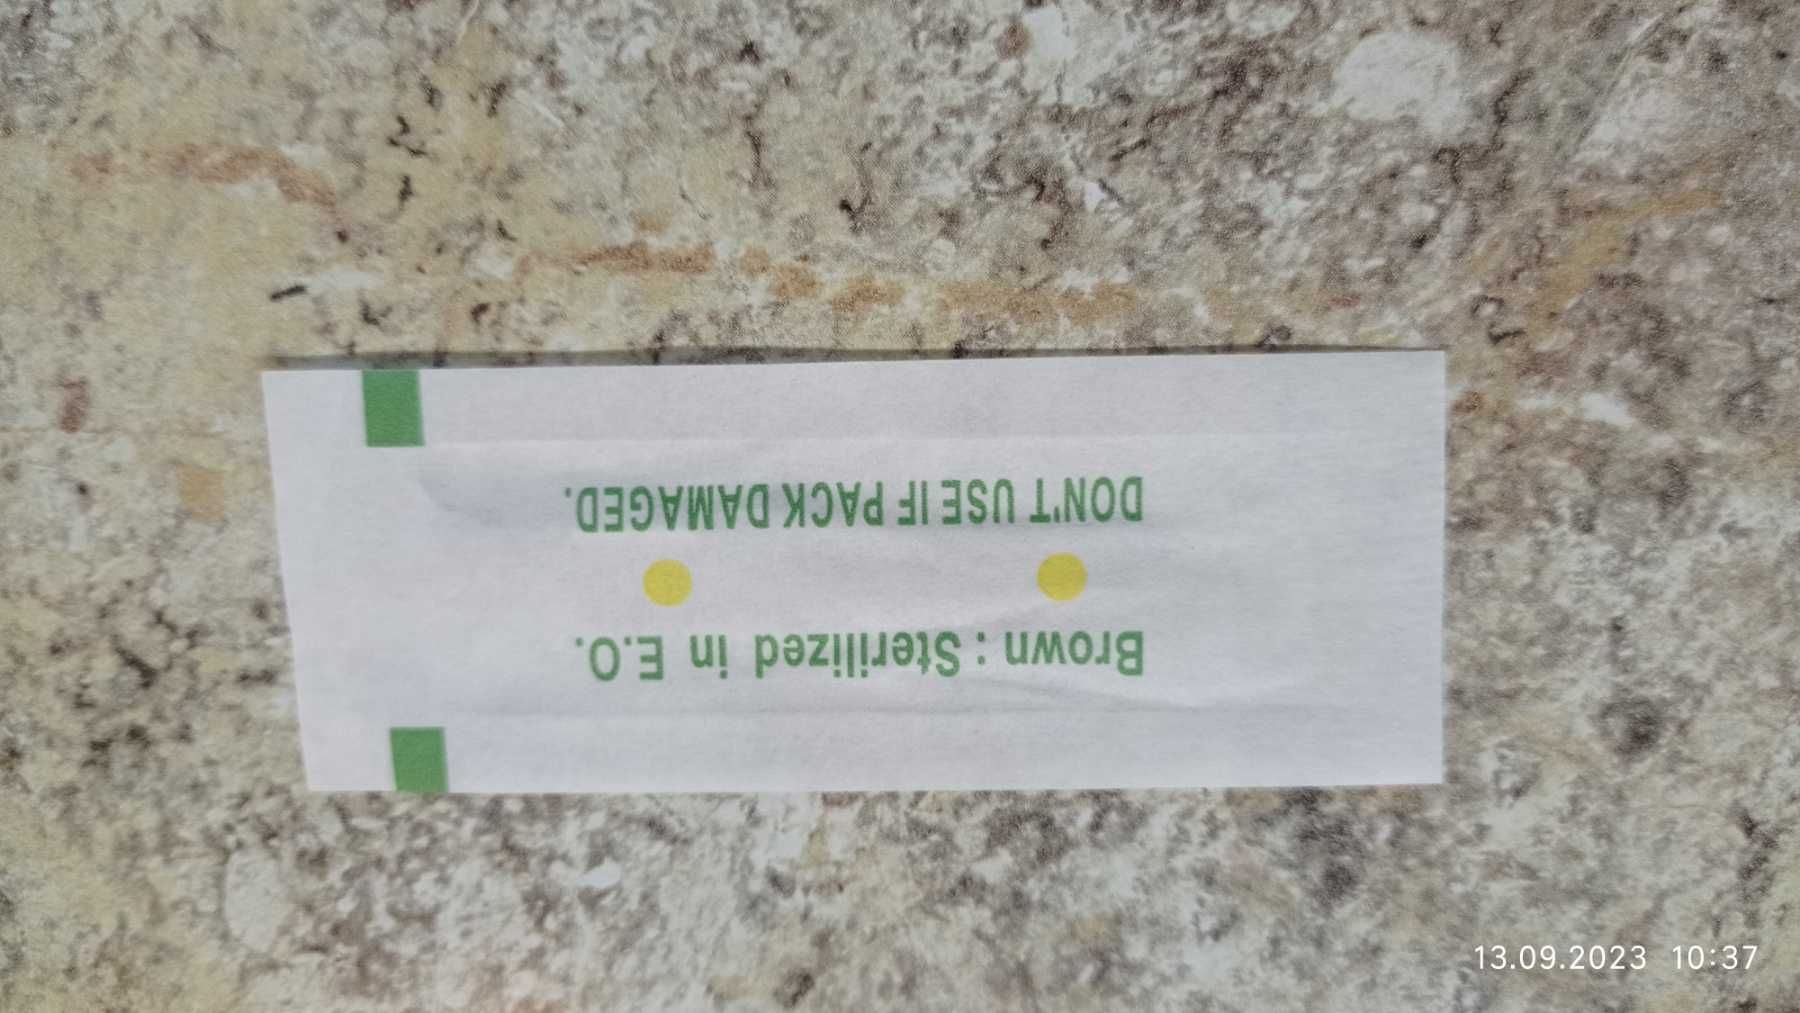 Brown : Sterilized in E.O.
DON'T USE IF PACK DAMAGED.
13.09.2023 10:37